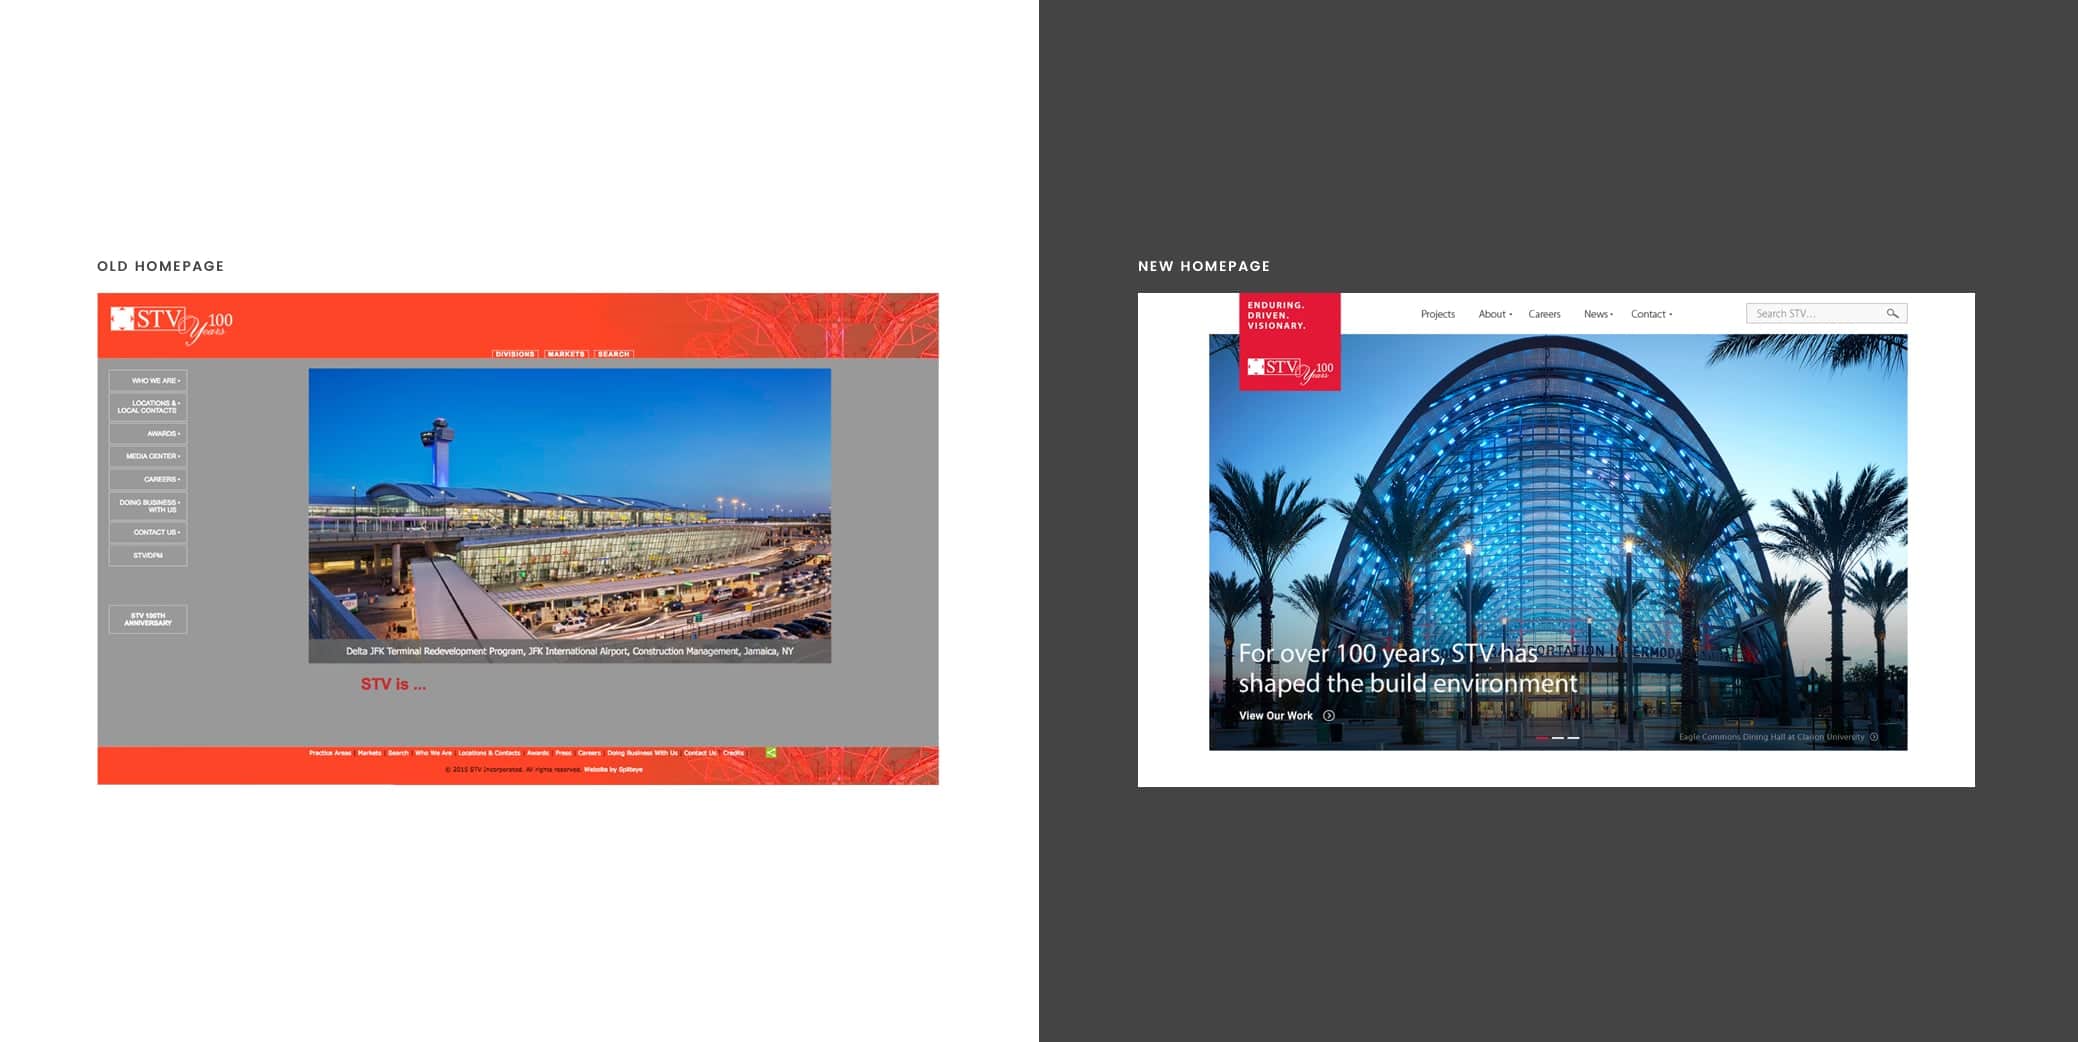 OLD HOMEPAGE
STV 100
Years
DIVISIONS MARKETS SEARCH
WHO WE ARE
LOCATIONS &
LOCAL CONTACTS
AWARDS
MEDIA CENTER
CAREERS
DOING BUSINESS
WITH US
CONTACT US
STV/DPM
STV 100TH
ANNIVERSARY
Delta JFK Terminal Redevelopment Program, JFK International Airport, Construction Management, Jamaica, NY
STV is ...
Practice Areas | Markets | Search | Who We Are | Locations & Contacts | Awards | Press | Careers | Doing Business With Us | Contact Us | Credits
© 2015 STV Incorporated. All rights reserved. Website by Spliteye
NEW HOMEPAGE
ENDURING.
DRIVEN.
VISIONARY.
STV 100
Years
Projects About Careers News Contact
Search STV...
For over 100 years, STV has
shaped the build environment
View Our Work
Eagle Commons Dining Hall at Clarion University